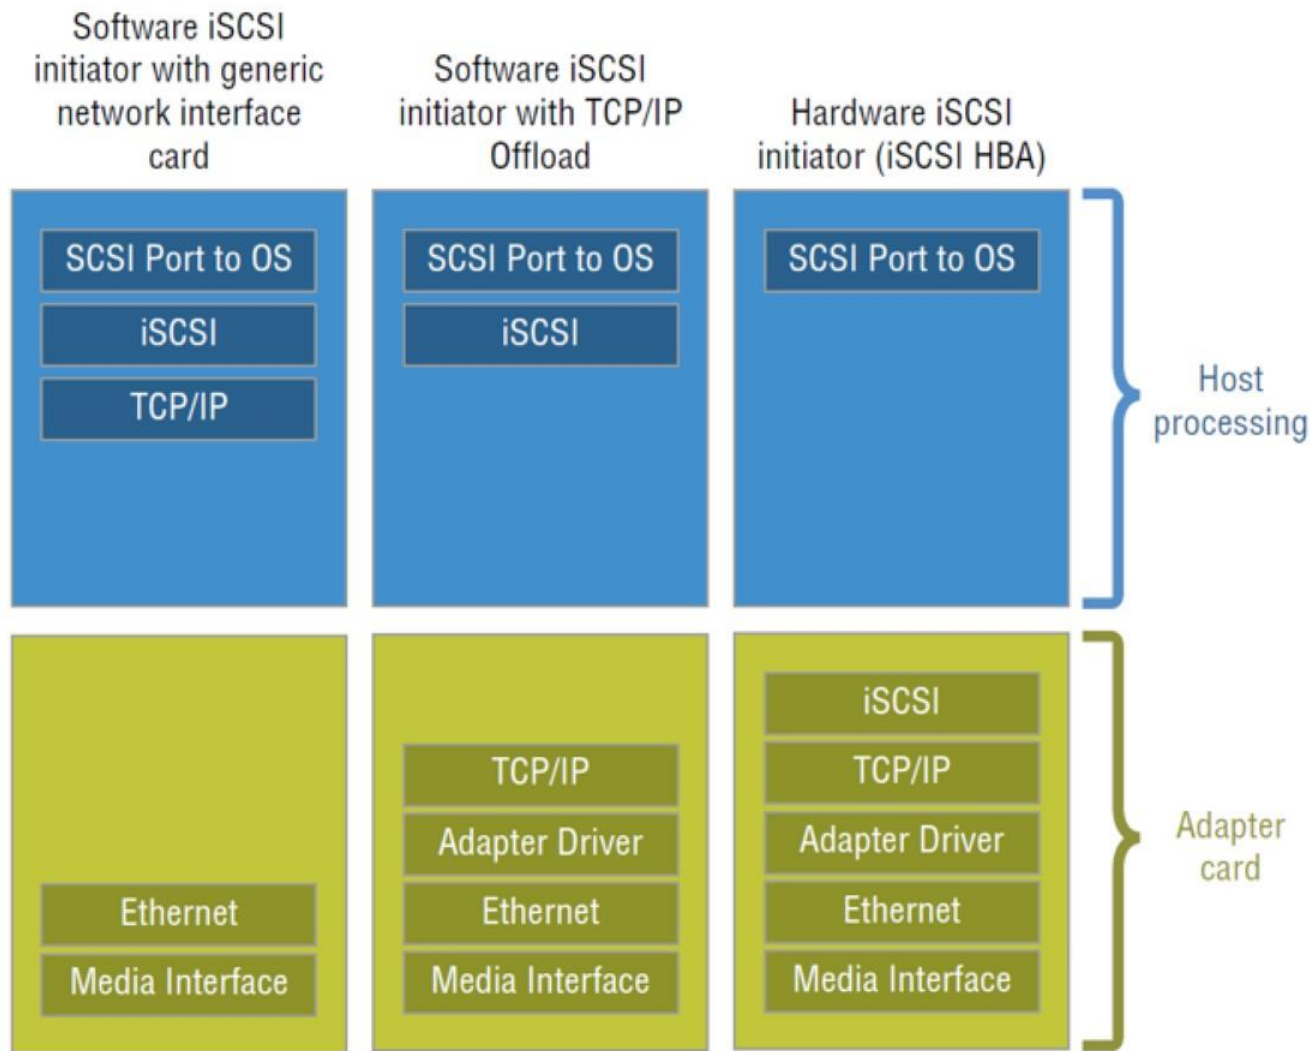 Software iSCSI
initiator with generic
network interface
card
Software iSCSI
initiator with TCP/IP
Offload
Hardware iSCSI
initiator (iSCSI HBA)
SCSI Port to OS
iSCSI
TCP/IP
SCSI Port to OS
iSCSI
SCSI Port to OS
Host
processing
Ethernet
Media Interface
TCP/IP
Adapter Driver
Ethernet
Media Interface
iSCSI
TCP/IP
Adapter Driver
Ethernet
Media Interface
Adapter
card